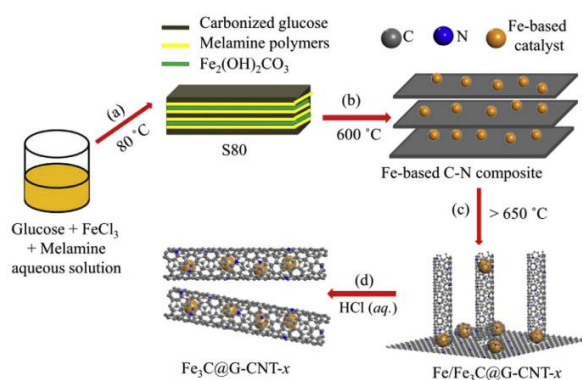 Carbonized glucose
Melamine polymers
Fe₂(OH)₂CO₃
C
N
Fe-based
catalyst
(a)
80 ˚C
S80
(b)
600 ˚C
Fe-based C-N composite
Glucose + FeCl₃
+ Melamine
aqueous solution
(c)
> 650 ˚C
(d)
HCl (aq.)
Fe₃C@G-CNT-x
Fe/Fe₃C@G-CNT-x